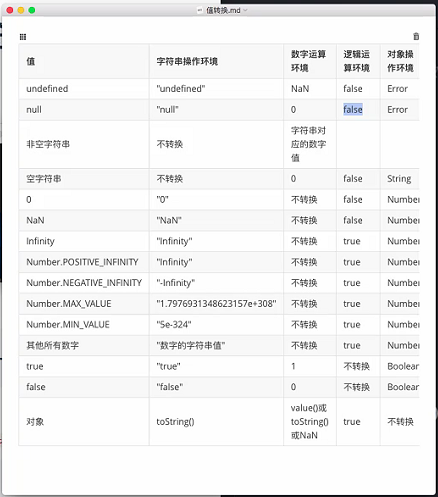 值转换.md
值 字符串操作环境 数字运算环境 逻辑运算环境 对象操作环境
undefined "undefined" NaN false Error
null "null" 0 false Error
非空字符串 不转换 字符串对应的数字值
空字符串 不转换 0 false String
0 "0" 不转换 false Number
NaN "NaN" 不转换 false Number
Infinity "Infinity" 不转换 true Number
Number.POSITIVE_INFINITY "Infinity" 不转换 true Number
Number.NEGATIVE_INFINITY "-Infinity" 不转换 true Number
Number.MAX_VALUE "1.7976931348623157e+308" 不转换 true Number
Number.MIN_VALUE "5e-324" 不转换 true Number
其他所有数字 "数字的字符串值" 不转换 true Number
true "true" 1 不转换 Boolean
false "false" 0 不转换 Boolean
对象 toString() value()或toString()或NaN true 不转换